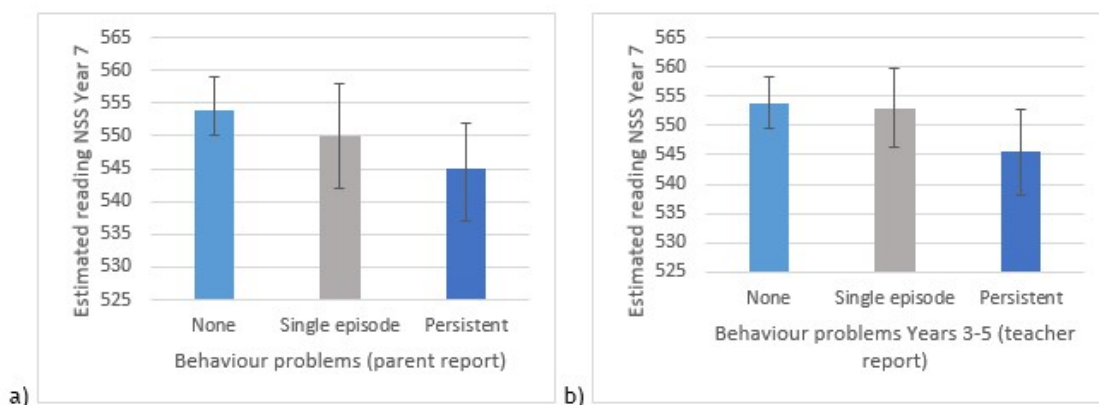 Estimated reading NSS Year 7
565
560
555
550
545
540
535
530
525
None Single episode Persistent
Behaviour problems (parent report)
a)
Estimated reading NSS Year 7
565
560
555
550
545
540
535
530
525
None Single episode Persistent
Behaviour problems Years 3-5 (teacher
report)
b)